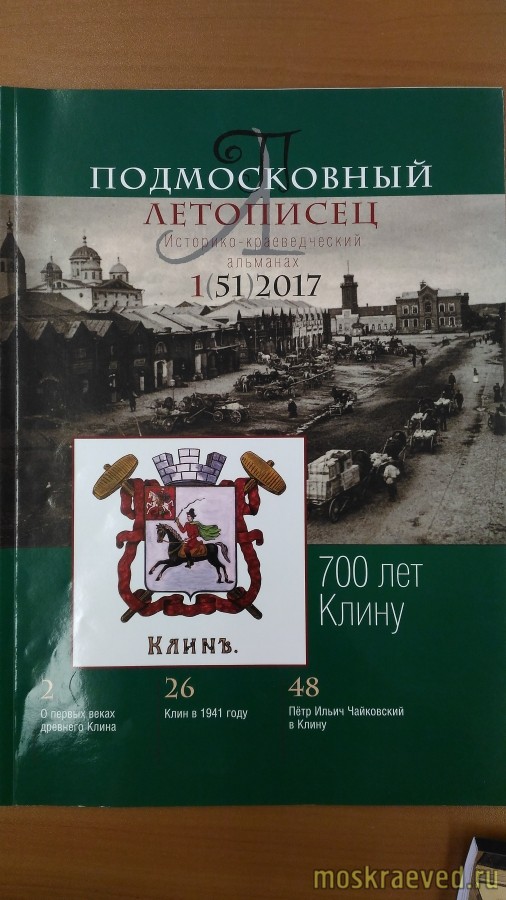 ПОДМОСКОВНЫЙ
ЛЕТОПИСЕЦ
Историко-краеведческий
альманах
1(51)2017
700 лет
Клину
КЛИНЪ.
2
О первых веках
древнего Клина
26
Клин в 1941 году
48
Пётр Ильич Чайковский
в Клину
moskraeved.ru